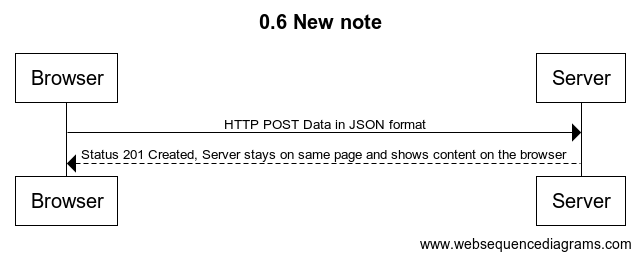 0.6 New note
Browser
Server
HTTP POST Data in JSON format
Status 201 Created, Server stays on same page and shows content on the browser
Browser
Server
www.websequencediagrams.com